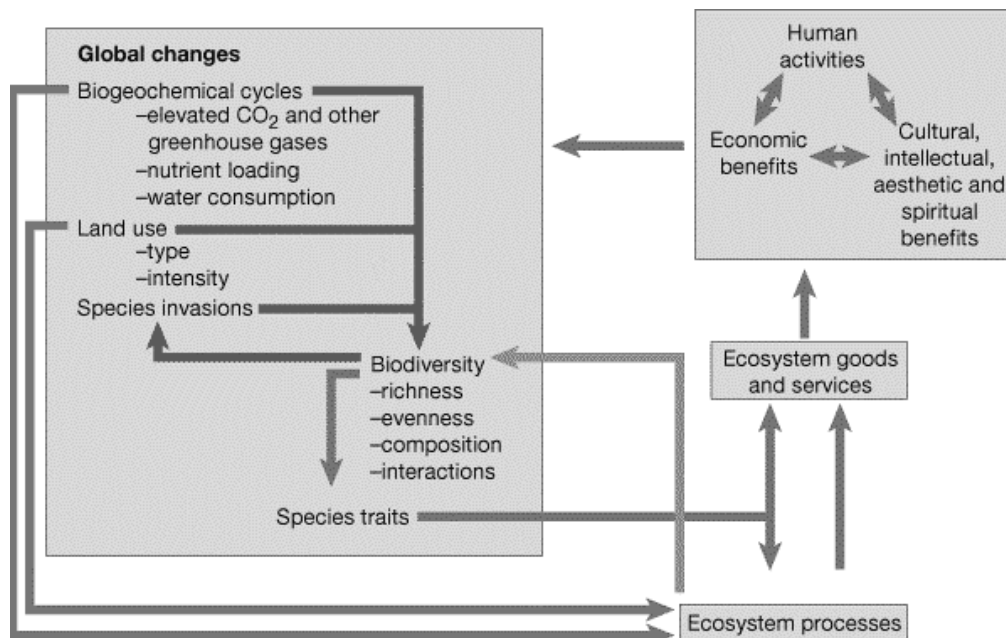 Global changes
Biogeochemical cycles
–elevated CO₂ and other
greenhouse gases
–nutrient loading
–water consumption
Land use
–type
–intensity
Species invasions
Biodiversity
–richness
–evenness
–composition
–interactions
Species traits
Human
activities
Economic
benefits
Cultural,
intellectual,
aesthetic and
spiritual
benefits
Ecosystem goods
and services
Ecosystem processes